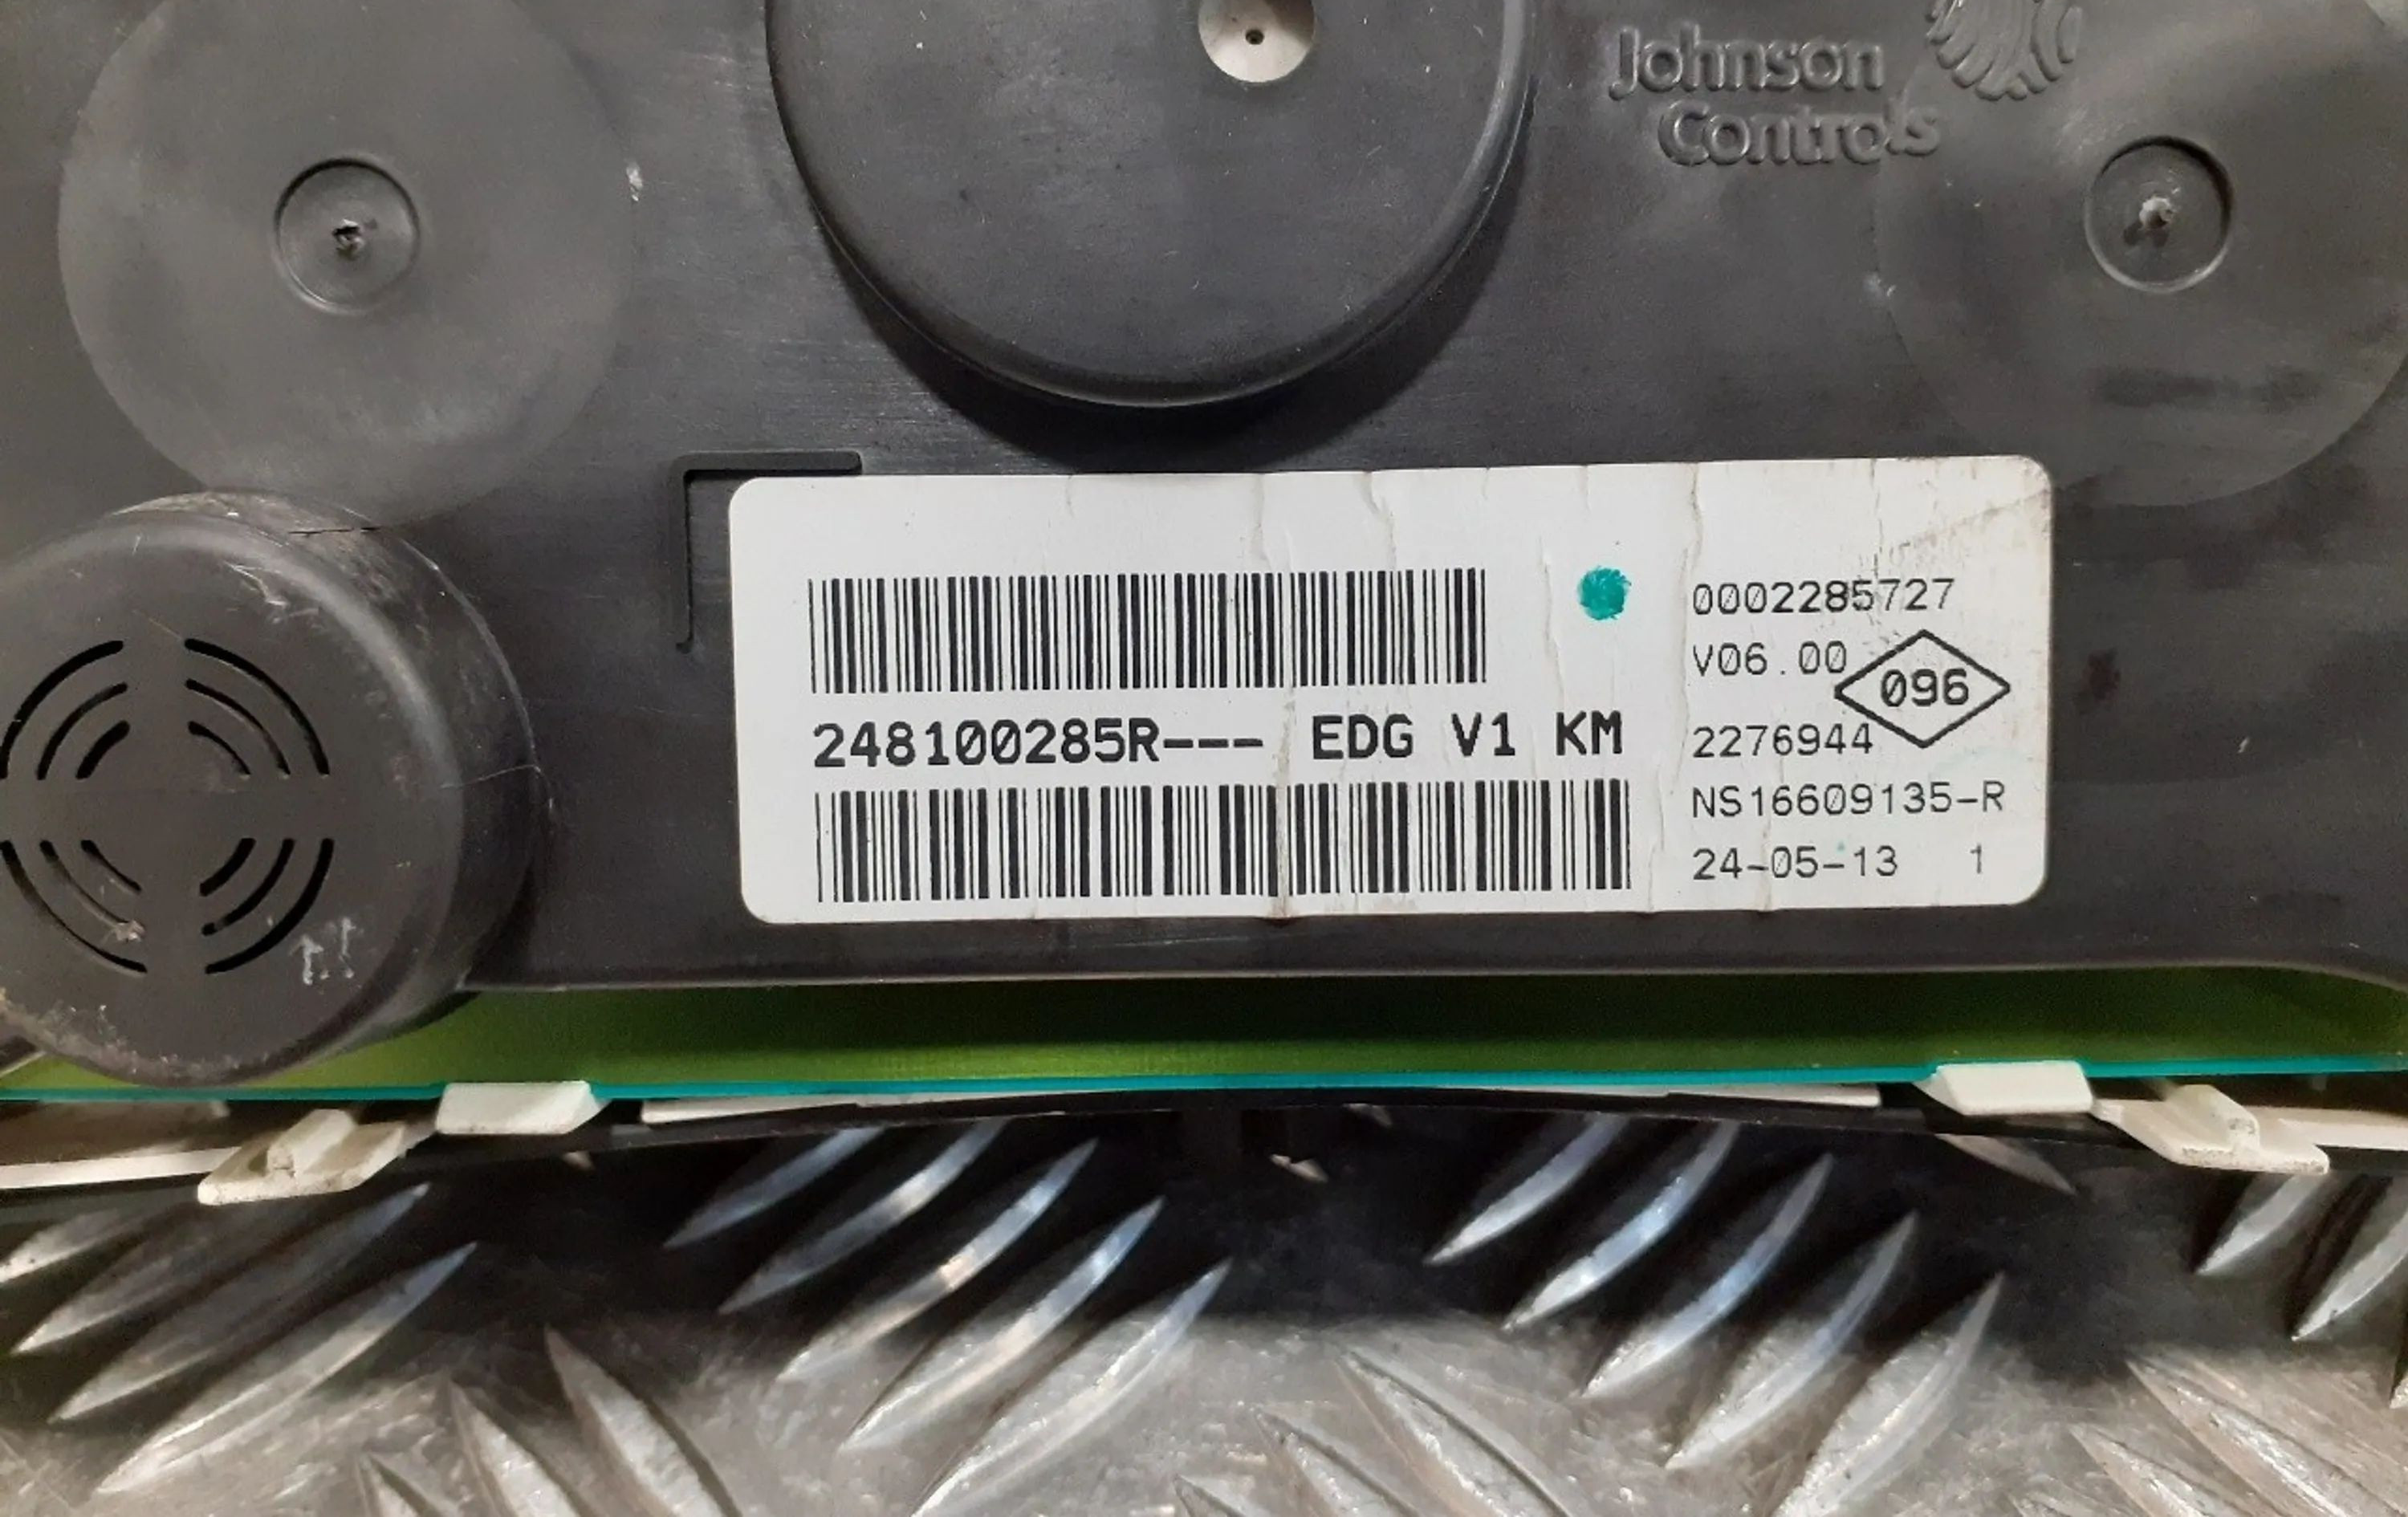 Johnson
Controls
0002285727
V06.00
096
248100285R--- EDG V1 KM
2276944
NS16609135-R
24-05-13 1